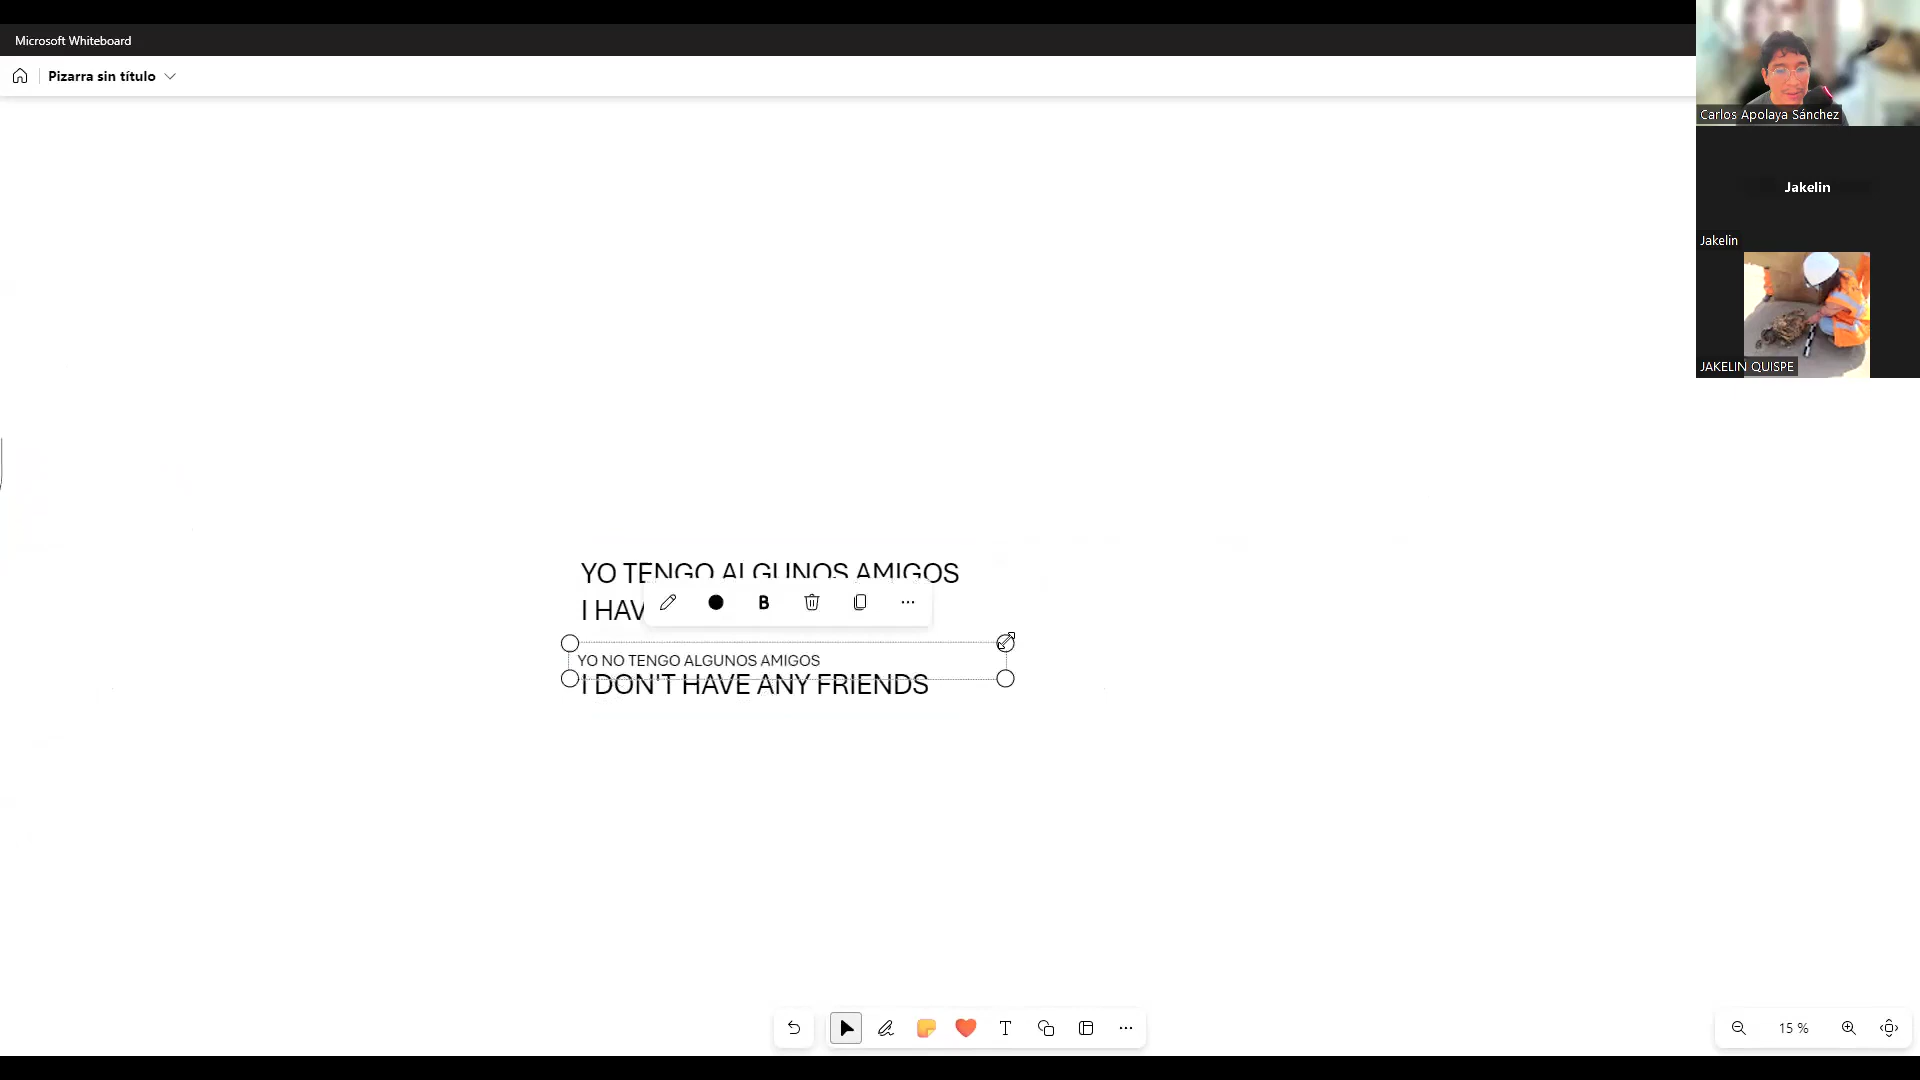 Microsoft Whiteboard
Pizarra sin título
Carlos Apolaya Sánchez
Jakelin
Jakelin
JAKELIN QUISPE
YO TENGO ALGUNOS AMIGOS
I HAV
YO NO TENGO ALGUNOS AMIGOS
I DON'T HAVE ANY FRIENDS
15 %